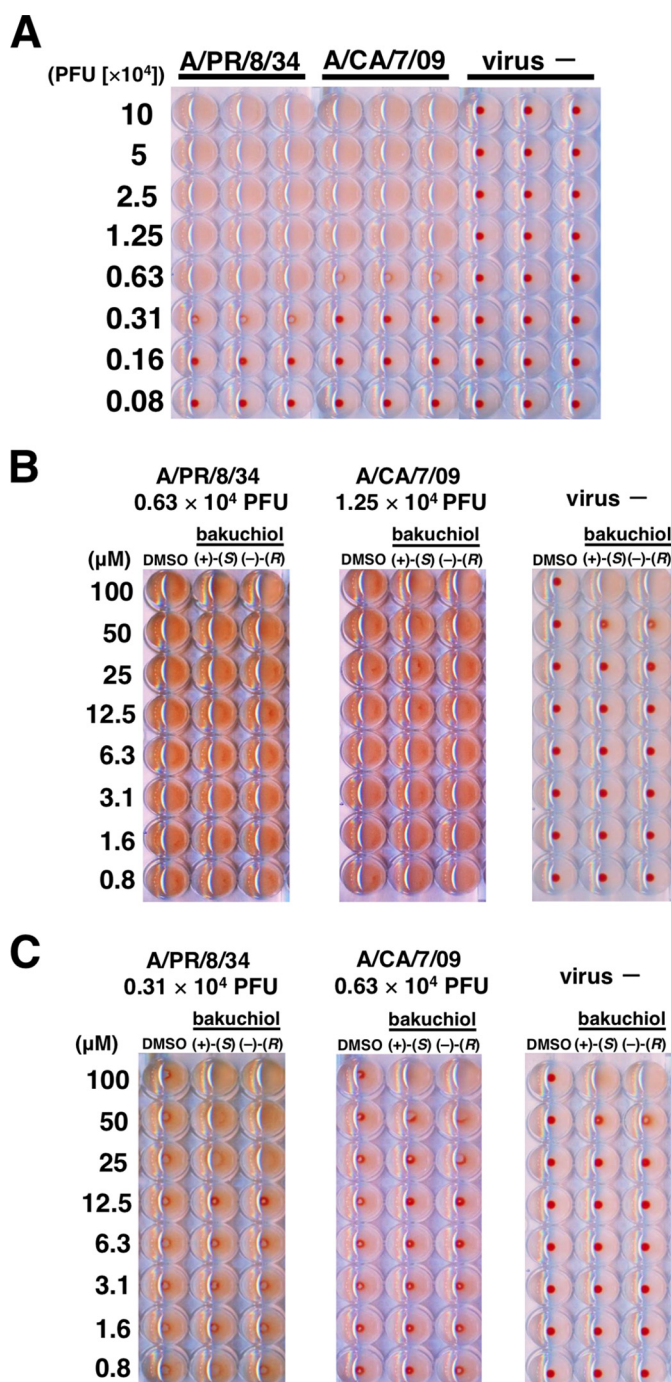 A
A/PR/8/34 A/CA/7/09 virus —
(PFU [×10⁴])
10
5
2.5
1.25
0.63
0.31
0.16
0.08
B
A/PR/8/34
0.63 × 10⁴ PFU
A/CA/7/09
1.25 × 10⁴ PFU
virus —
bakuchiol bakuchiol bakuchiol
(μM) DMSO (+)-(S) (−)-(R) DMSO (+)-(S) (−)-(R) DMSO (+)-(S) (−)-(R)
100
50
25
12.5
6.3
3.1
1.6
0.8
C
A/PR/8/34
0.31 × 10⁴ PFU
A/CA/7/09
0.63 × 10⁴ PFU
virus —
bakuchiol bakuchiol bakuchiol
(μM) DMSO (+)-(S) (−)-(R) DMSO (+)-(S) (−)-(R) DMSO (+)-(S) (−)-(R)
100
50
25
12.5
6.3
3.1
1.6
0.8